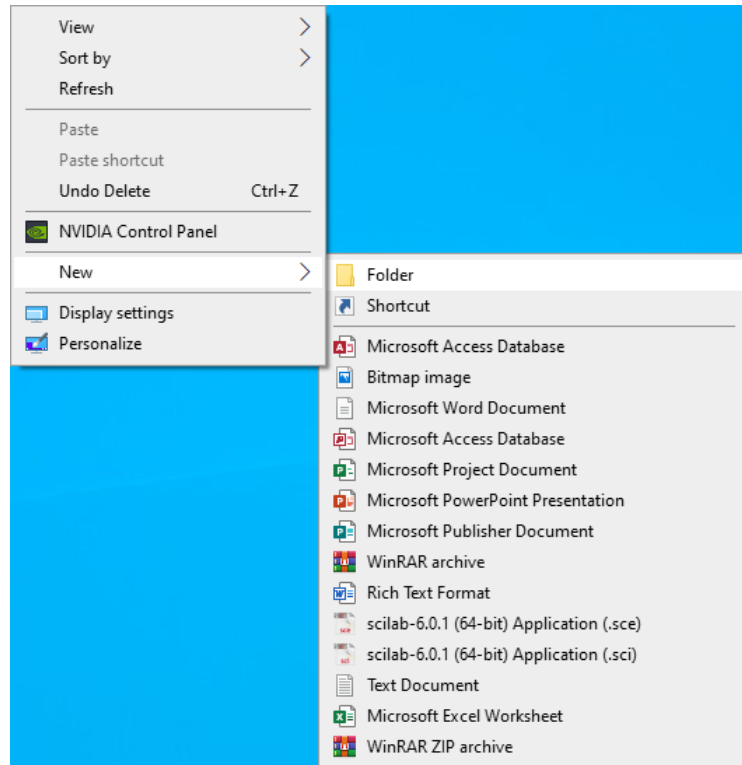 View
Sort by
Refresh
Paste
Paste shortcut
Undo Delete Ctrl+Z
NVIDIA Control Panel
New
Display settings
Personalize
Folder
Shortcut
Microsoft Access Database
Bitmap image
Microsoft Word Document
Microsoft Access Database
Microsoft Project Document
Microsoft PowerPoint Presentation
Microsoft Publisher Document
WinRAR archive
Rich Text Format
scilab-6.0.1 (64-bit) Application (.sce)
scilab-6.0.1 (64-bit) Application (.sci)
Text Document
Microsoft Excel Worksheet
WinRAR ZIP archive